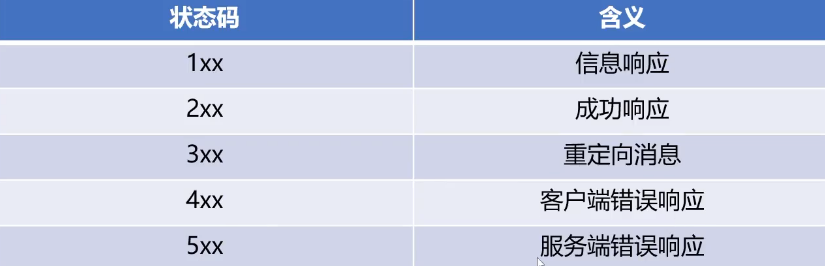 状态码 含义
1xx 信息响应
2xx 成功响应
3xx 重定向消息
4xx 客户端错误响应
5xx 服务端错误响应